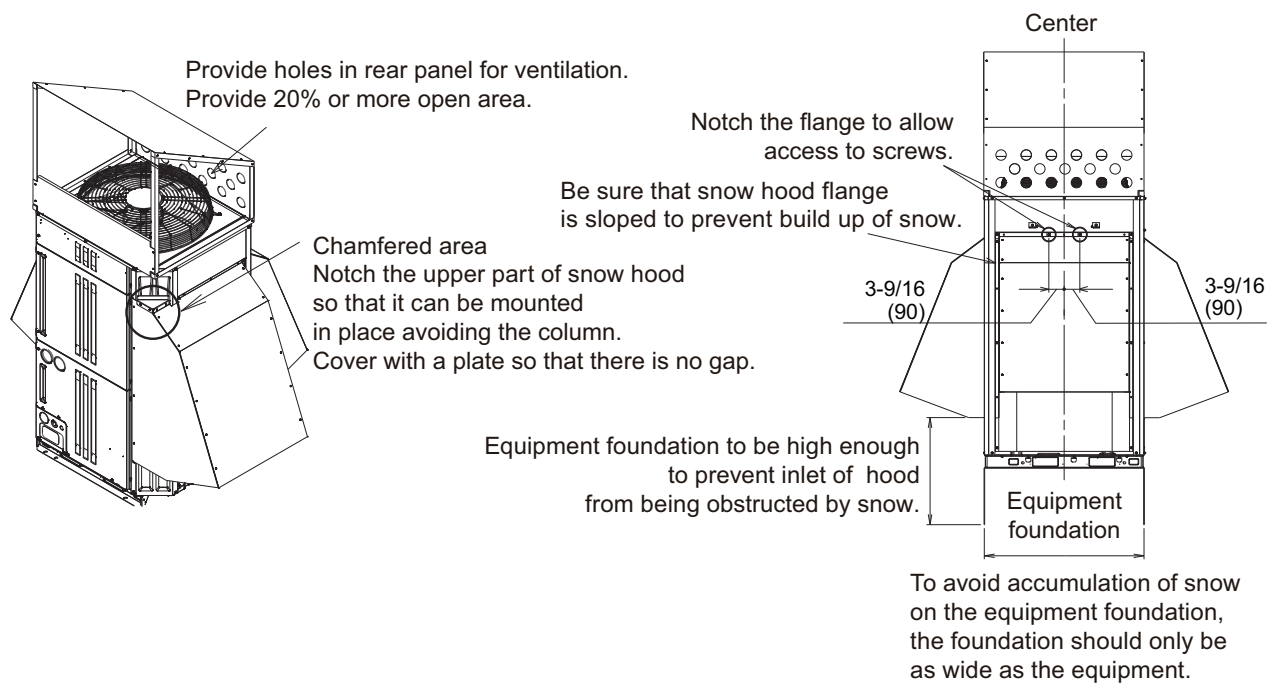 Center
Provide holes in rear panel for ventilation.
Provide 20% or more open area.
Notch the flange to allow
access to screws.
Be sure that snow hood flange
is sloped to prevent build up of snow.
Chamfered area
Notch the upper part of snow hood
so that it can be mounted
in place avoiding the column.
Cover with a plate so that there is no gap.
3-9/16
(90)
3-9/16
(90)
Equipment foundation to be high enough
to prevent inlet of hood
from being obstructed by snow.
Equipment
foundation
To avoid accumulation of snow
on the equipment foundation,
the foundation should only be
as wide as the equipment.